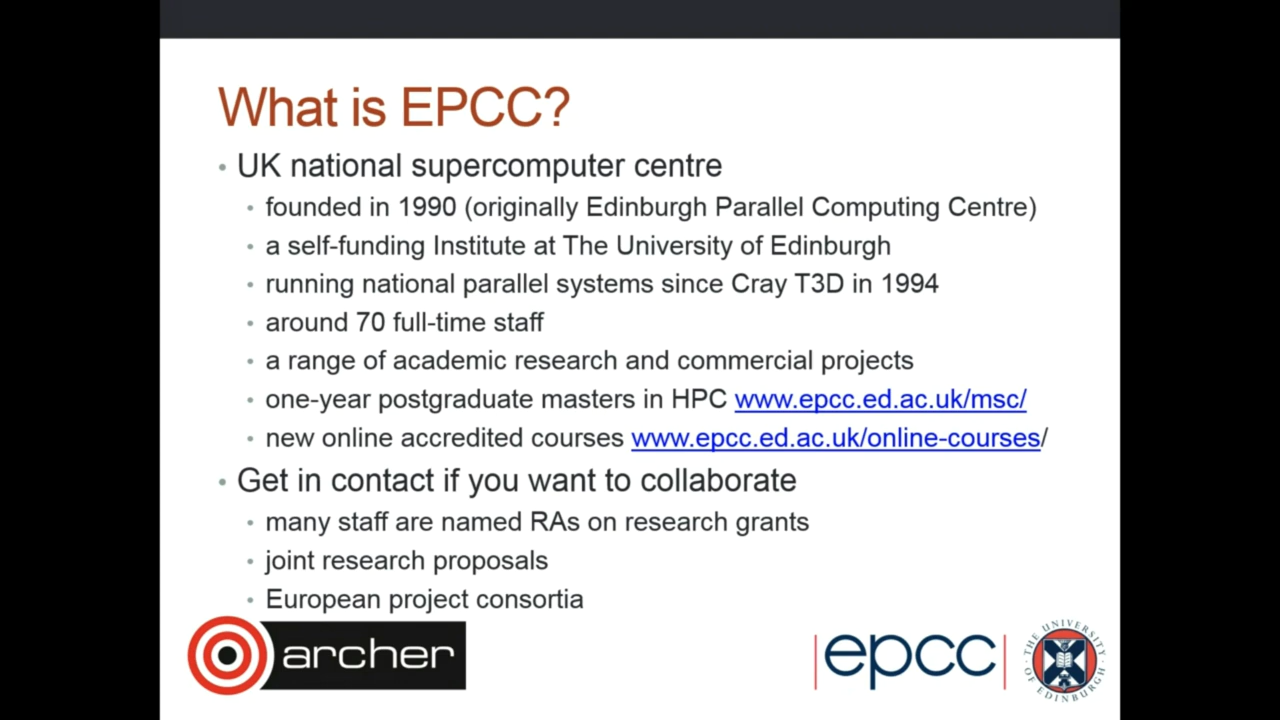 What is EPCC?
• UK national supercomputer centre
• founded in 1990 (originally Edinburgh Parallel Computing Centre)
• a self-funding Institute at The University of Edinburgh
• running national parallel systems since Cray T3D in 1994
• around 70 full-time staff
• a range of academic research and commercial projects
• one-year postgraduate masters in HPC www.epcc.ed.ac.uk/msc/
• new online accredited courses www.epcc.ed.ac.uk/online-courses/
• Get in contact if you want to collaborate
• many staff are named RAs on research grants
• joint research proposals
• European project consortia
archer
epcc
THE UNIVERSITY OF EDINBURGH